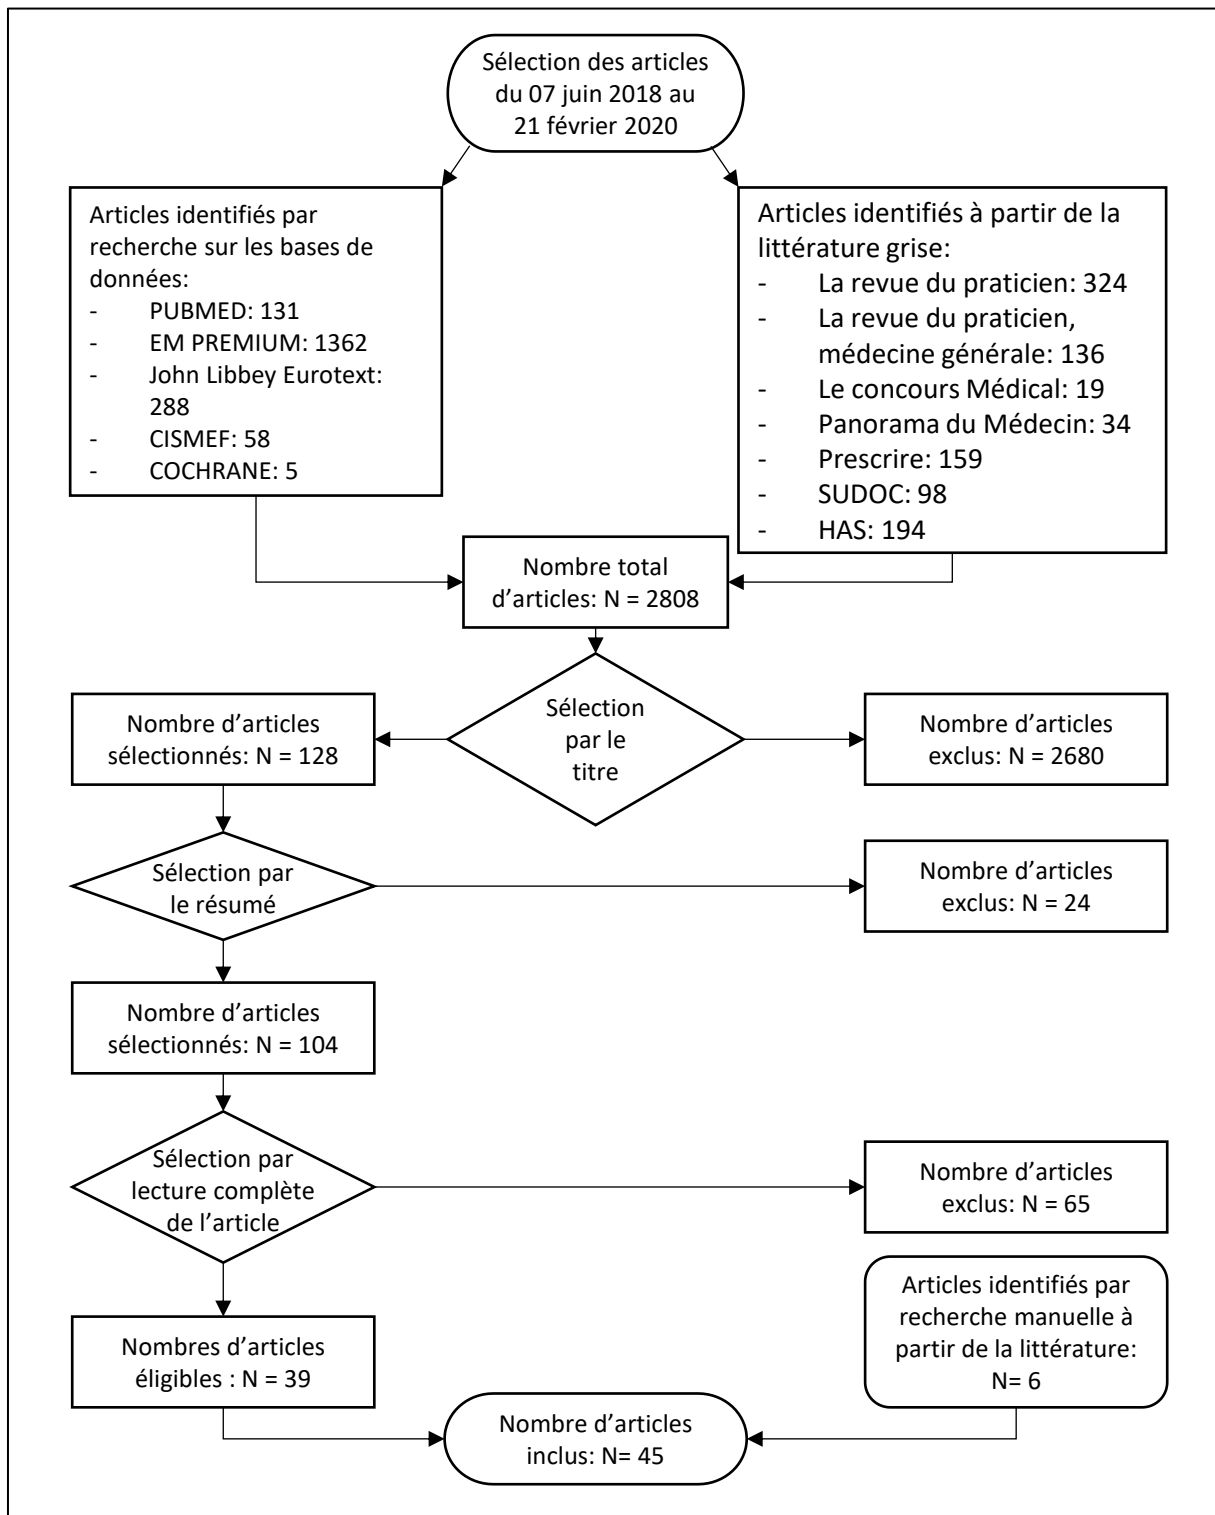 Sélection des articles
du 07 juin 2018 au
21 février 2020
Articles identifiés par
recherche sur les bases de
données:
- PUBMED: 131
- EM PREMIUM: 1362
- John Libbey Eurotext:
288
- CISMEF: 58
- COCHRANE: 5
Articles identifiés à partir de la
littérature grise:
- La revue du praticien: 324
- La revue du praticien,
médecine générale: 136
- Le concours Médical: 19
- Panorama du Médecin: 34
- Prescrire: 159
- SUDOC: 98
- HAS: 194
Nombre total
d’articles: N = 2808
Sélection
par le
titre
Nombre d’articles
sélectionnés: N = 128
Nombre d’articles
exclus: N = 2680
Sélection par
le résumé
Nombre d’articles
exclus: N = 24
Nombre d’articles
sélectionnés: N = 104
Sélection par
lecture complète
de l’article
Nombre d’articles
exclus: N = 65
Nombres d’articles
éligibles : N = 39
Articles identifiés par
recherche manuelle à
partir de la littérature:
N= 6
Nombre d’articles
inclus: N= 45